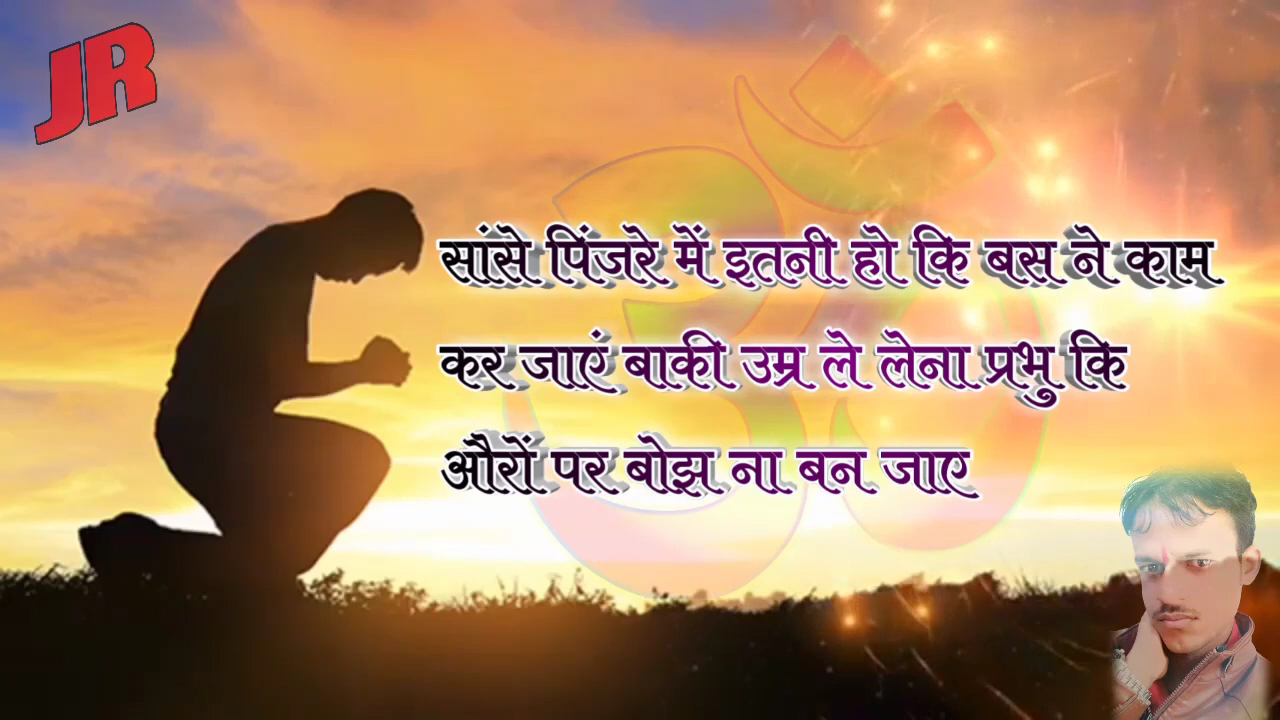 JR
सांसे पिंजरे में इतनी हो कि बस ने काम
कर जाएं बाकी उम्र ले लेना प्रभु कि
औरों पर बोझ ना बन जाए
ॐ